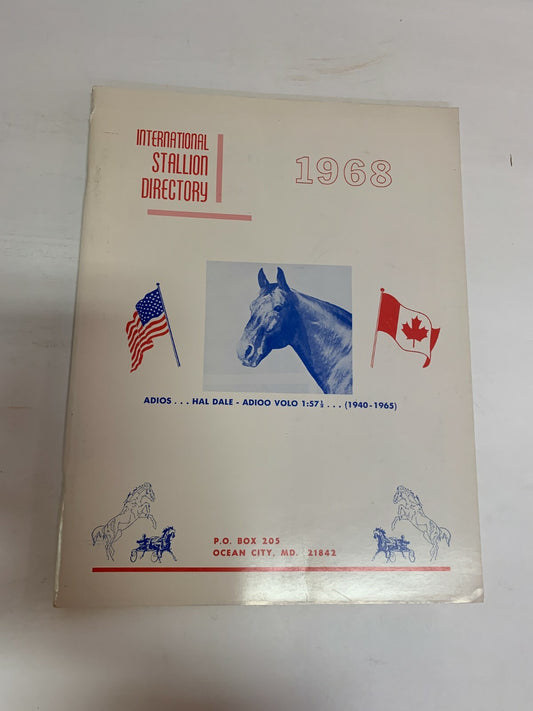 INTERNATIONAL
STALLION
DIRECTORY
1968
ADIOS . . . HAL DALE - ADIOO VOLO 1:57½ . . . (1940-1965)
P.O. BOX 205
OCEAN CITY, MD. 21842